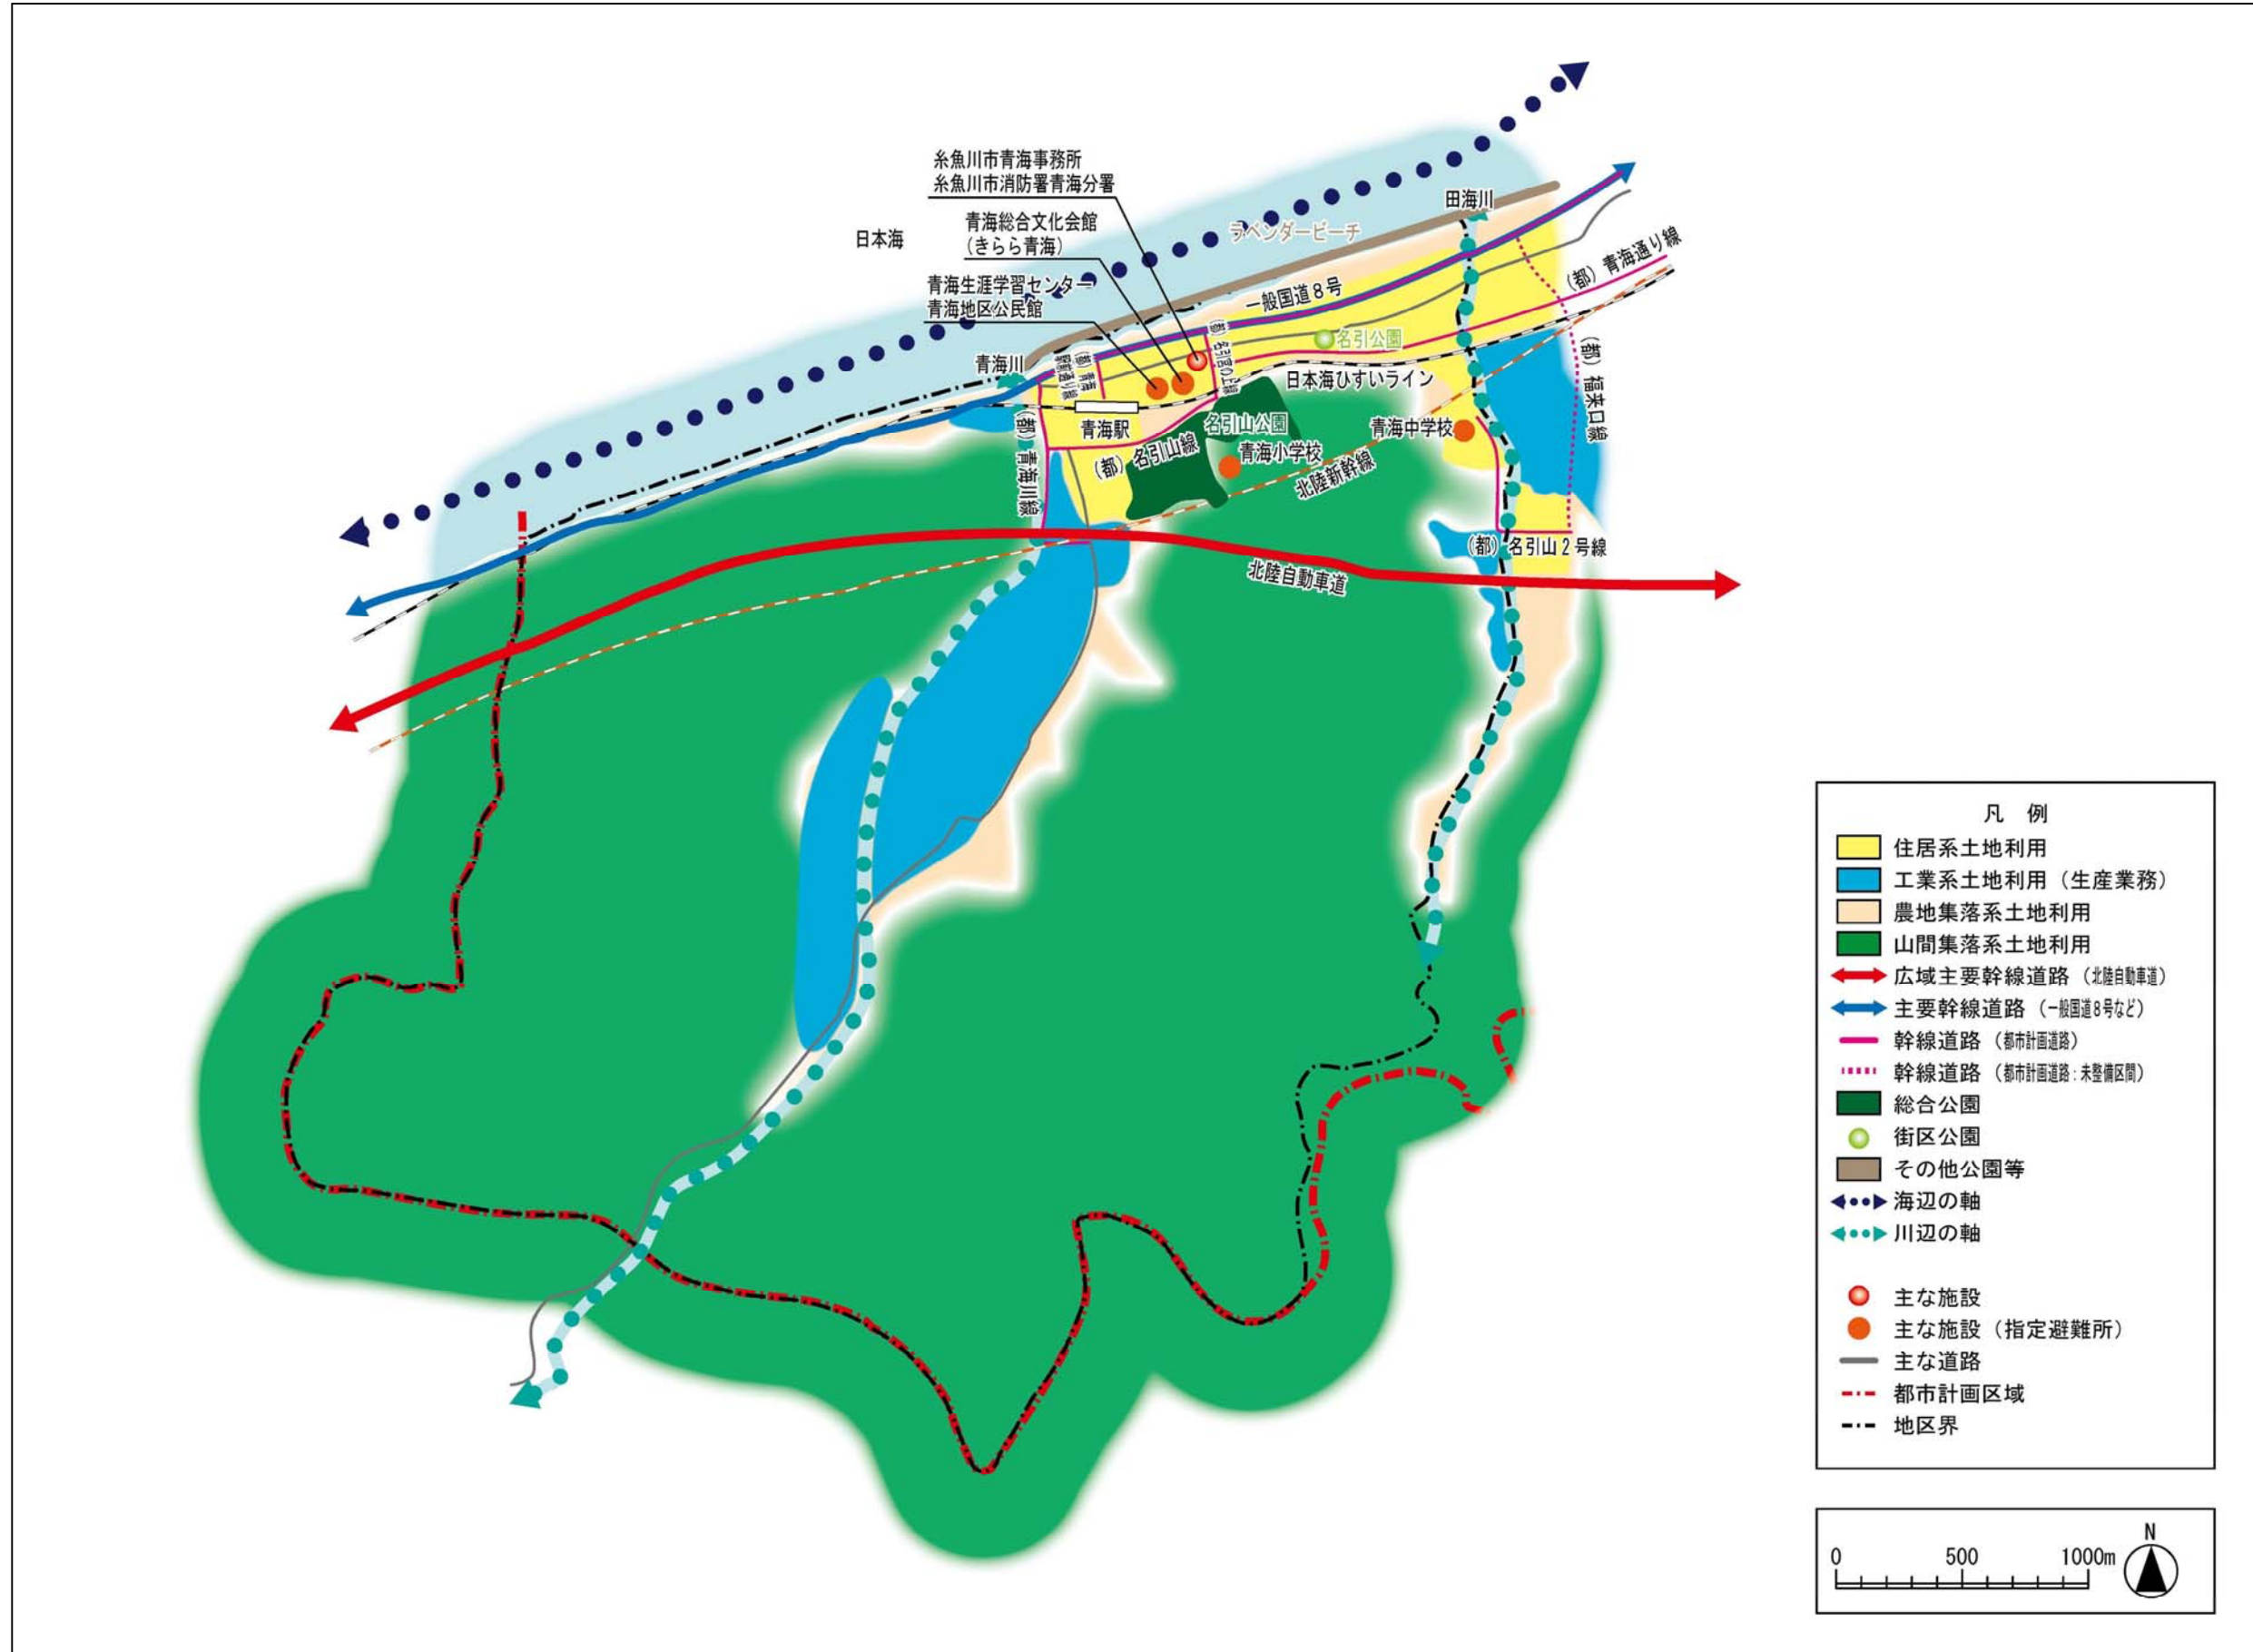 糸魚川市青海事務所
糸魚川市消防署青海分署
青海総合文化会館
（きらら青海）
青海生涯学習センター
青海地区公民館
日本海
田海川
ラベンダービーチ
（都）青海通り線
一般国道８号
名引公園
（都）福来口線
青海川
日本海ひすいライン
青海駅
名引山公園
青海中学校
青海小学校
（都）名引山線
北陸新幹線
（都）青海川線
（都）名引山２号線
北陸自動車道
凡 例
住居系土地利用
工業系土地利用（生産業務）
農地集落系土地利用
山間集落系土地利用
広域主要幹線道路（北陸自動車道）
主要幹線道路（一般国道８号など）
幹線道路（都市計画道路）
幹線道路（都市計画道路：未整備区間）
総合公園
街区公園
その他公園等
海辺の軸
川辺の軸
主な施設
主な施設（指定避難所）
主な道路
都市計画区域
地区界
N
0 500 1000m